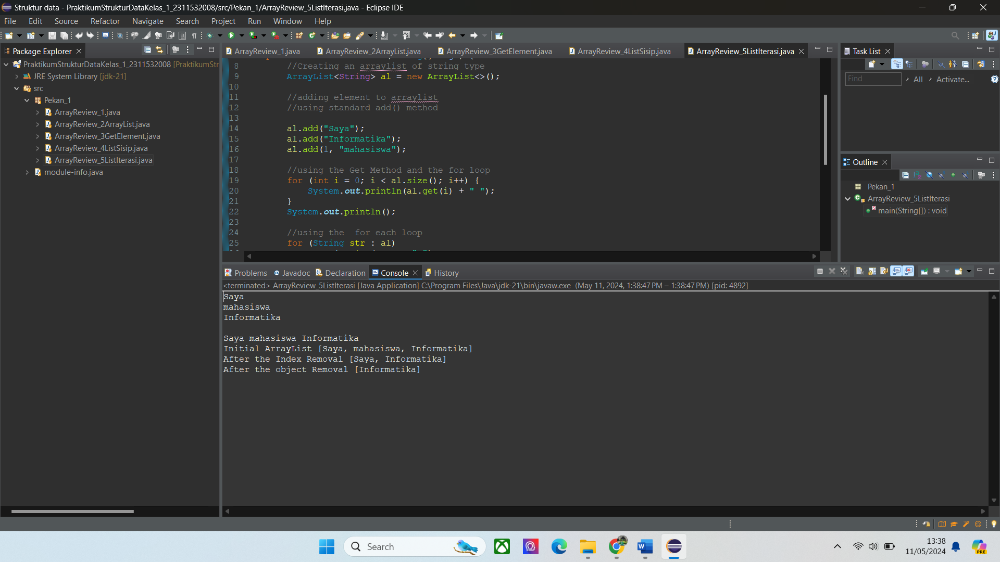 Struktur data - PraktikumStrukturDataKelas_1_2311532008/src/Pekan_1/ArrayReview_5ListIterasi.java - Eclipse IDE
File Edit Source Refactor Navigate Search Project Run Window Help
Package Explorer
PraktikumStrukturDataKelas_1_2311532008 [PraktikumStr
JRE System Library [jdk-21]
src
Pekan_1
ArrayReview_1.java
ArrayReview_2ArrayList.java
ArrayReview_3GetElement.java
ArrayReview_4ListSisip.java
ArrayReview_5ListIterasi.java
module-info.java
ArrayReview_1.java ArrayReview_2ArrayList.java ArrayReview_3GetElement.java ArrayReview_4ListSisip.java ArrayReview_5ListIterasi.java
8 //Creating an arraylist of string type
9 ArrayList<String> al = new ArrayList<>();
10
11 //adding element to arraylist
12 //using standard add() method
13
14 al.add("Saya");
15 al.add("Informatika");
16 al.add(1, "mahasiswa");
17
18 //using the Get Method and the for loop
19 for (int i = 0; i < al.size(); i++) {
20 System.out.println(al.get(i) + " ");
21 }
22 System.out.println();
23
24 //using the  for each loop
25 for (String str : al)
Task List
Find All Activate...
Outline
Pekan_1
ArrayReview_5ListIterasi
main(String[]) : void
Problems Javadoc Declaration Console History
<terminated> ArrayReview_5ListIterasi [Java Application] C:\Program Files\Java\jdk-21\bin\javaw.exe (May 11, 2024, 1:38:47 PM – 1:38:47 PM) [pid: 4892]
Saya
mahasiswa
Informatika
Saya mahasiswa Informatika
Initial ArrayList [Saya, mahasiswa, Informatika]
After the Index Removal [Saya, Informatika]
After the object Removal [Informatika]
Search
13:38
11/05/2024
PRE